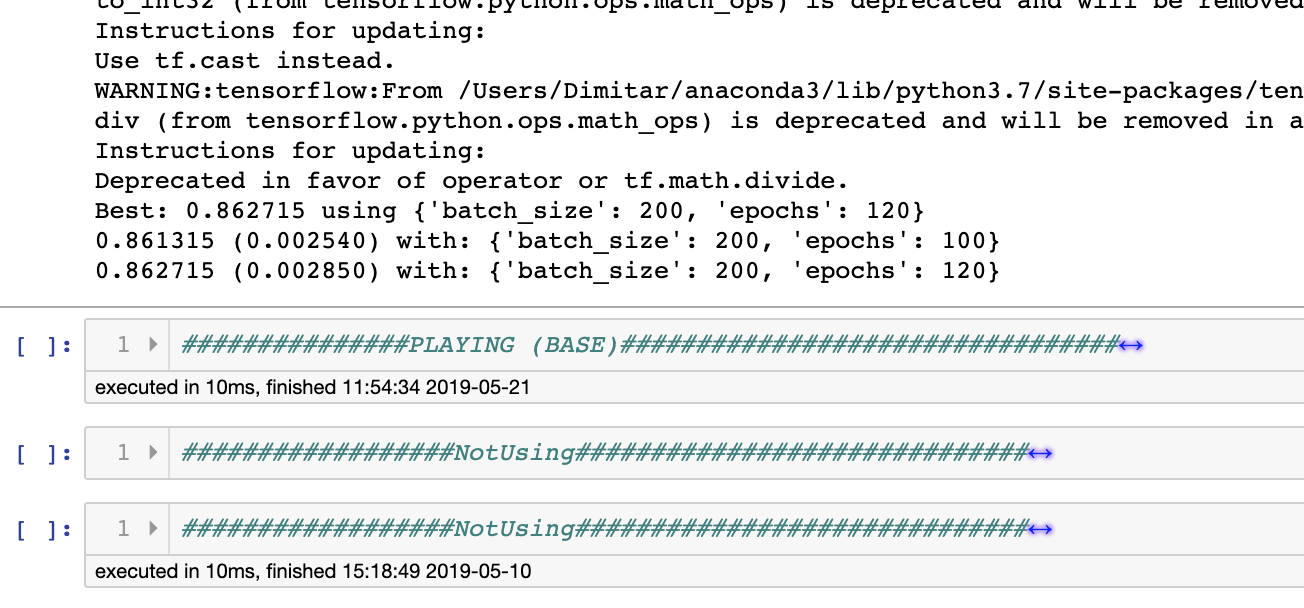 to_int32 (from tensorflow.python.ops.math_ops) is deprecated and will be removed
Instructions for updating:
Use tf.cast instead.
WARNING:tensorflow:From /Users/Dimitar/anaconda3/lib/python3.7/site-packages/ten
div (from tensorflow.python.ops.math_ops) is deprecated and will be removed in a
Instructions for updating:
Deprecated in favor of operator or tf.math.divide.
Best: 0.862715 using {'batch_size': 200, 'epochs': 120}
0.861315 (0.002540) with: {'batch_size': 200, 'epochs': 100}
0.862715 (0.002850) with: {'batch_size': 200, 'epochs': 120}
[ ]: 1 ###############PLAYING (BASE)#################################
executed in 10ms, finished 11:54:34 2019-05-21
[ ]: 1 ##################NotUsing##############################
[ ]: 1 ##################NotUsing##############################
executed in 10ms, finished 15:18:49 2019-05-10